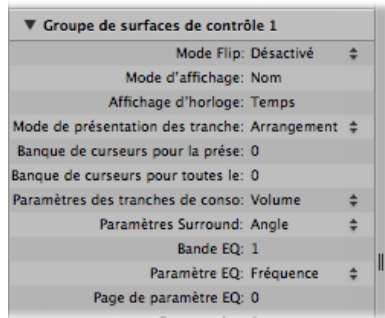 Groupe de surfaces de contrôle 1
Mode Flip: Désactivé
Mode d'affichage: Nom
Affichage d'horloge: Temps
Mode de présentation des tranche: Arrangement
Banque de curseurs pour la prése: 0
Banque de curseurs pour toutes le: 0
Paramètres des tranches de conso: Volume
Paramètres Surround: Angle
Bande EQ: 1
Paramètre EQ: Fréquence
Page de paramètre EQ: 0